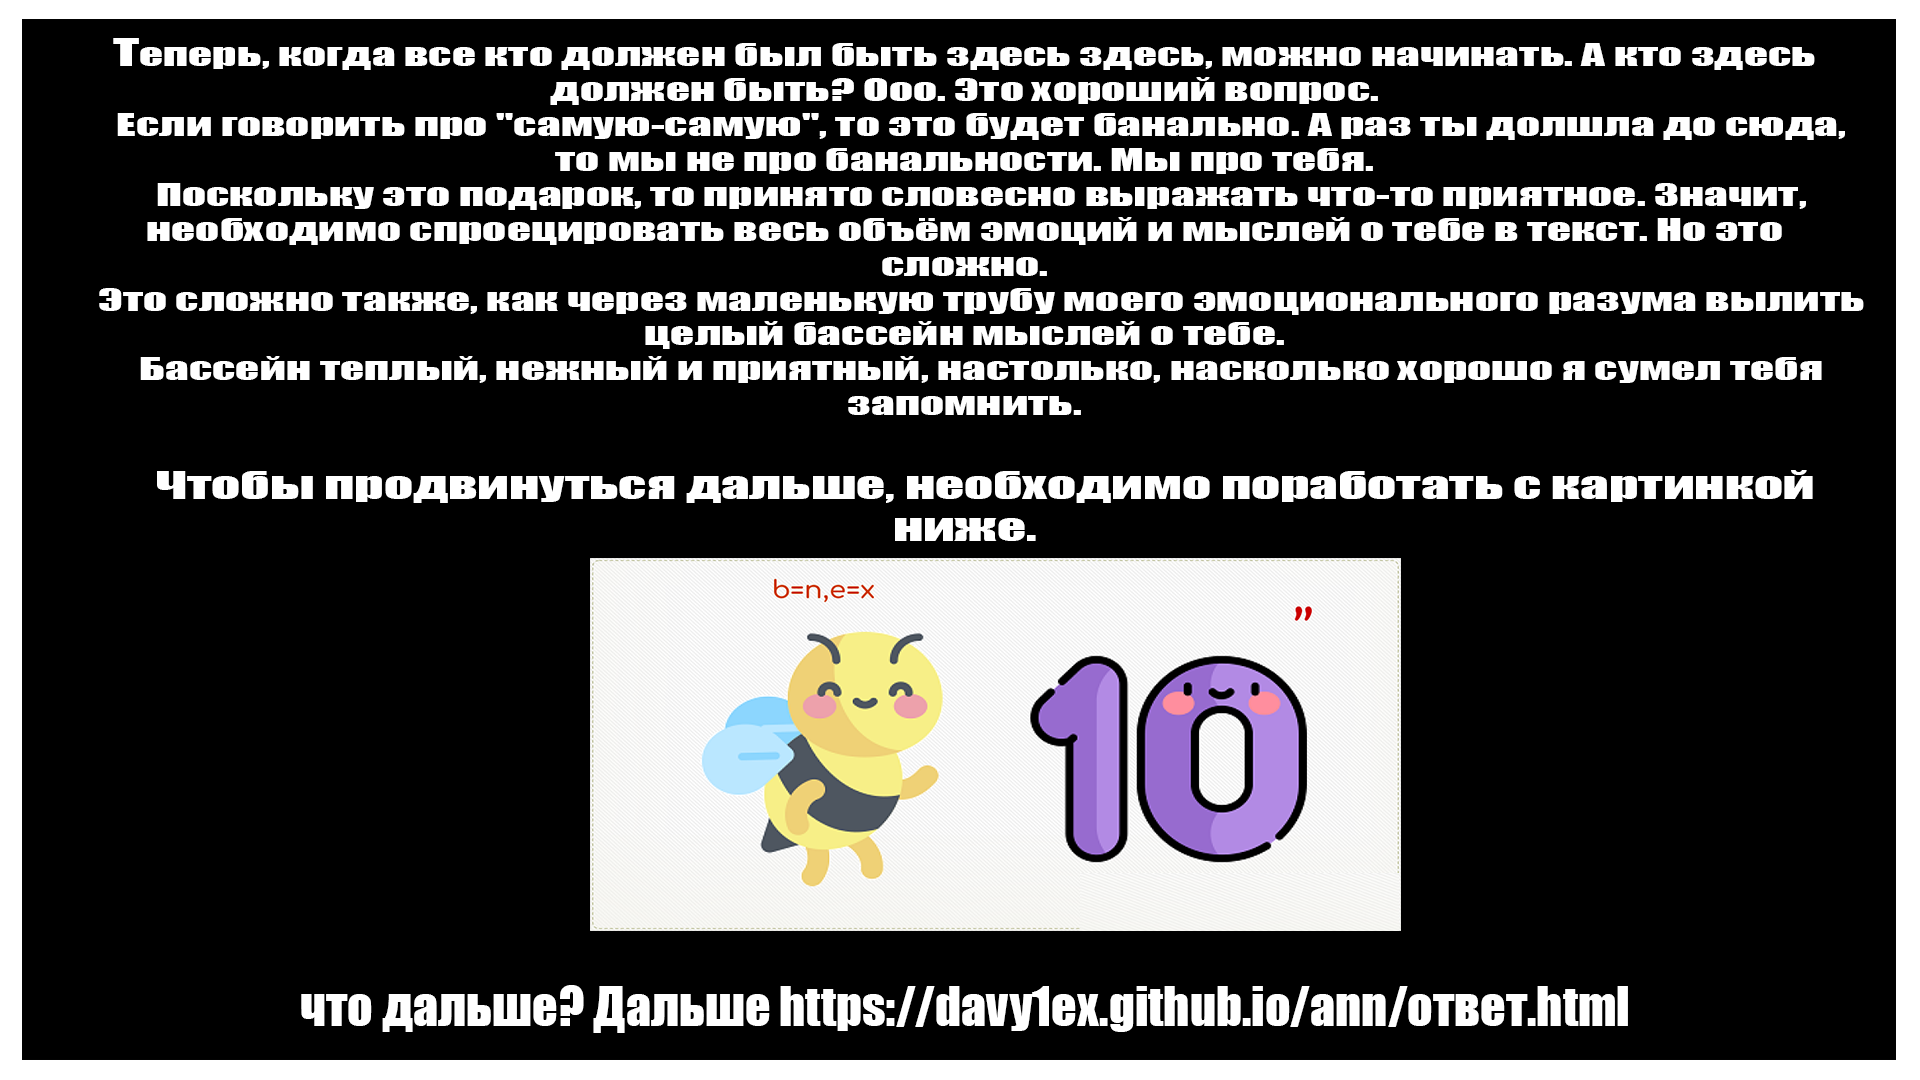 Теперь, когда все кто должен был быть здесь здесь, можно начинать. А кто здесь
должен быть? Ооо. Это хороший вопрос.
Если говорить про "самую-самую", то это будет банально. А раз ты долшла до сюда,
то мы не про банальности. Мы про тебя.
Поскольку это подарок, то принято словесно выражать что-то приятное. Значит,
необходимо спроецировать весь объём эмоций и мыслей о тебе в текст. Но это
сложно.
Это сложно также, как через маленькую трубу моего эмоционального разума вылить
целый бассейн мыслей о тебе.
Бассейн теплый, нежный и приятный, настолько, насколько хорошо я сумел тебя
запомнить.
Чтобы продвинуться дальше, необходимо поработать с картинкой
ниже.
b=n,e=x
”
10
что дальше? Дальше https://davy1ex.github.io/ann/ответ.html